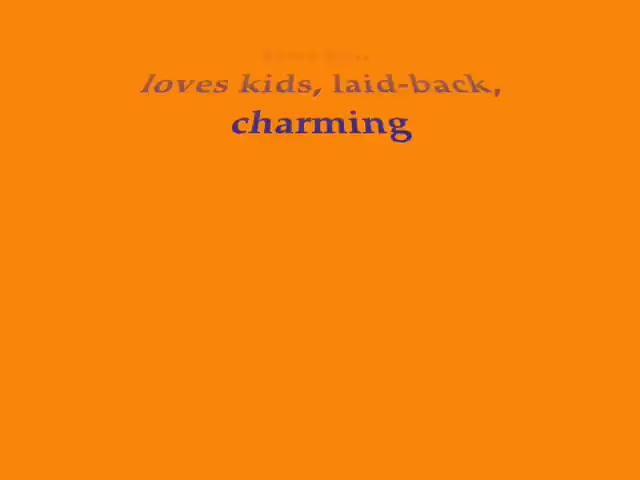 loves kids, laid-back,
charming